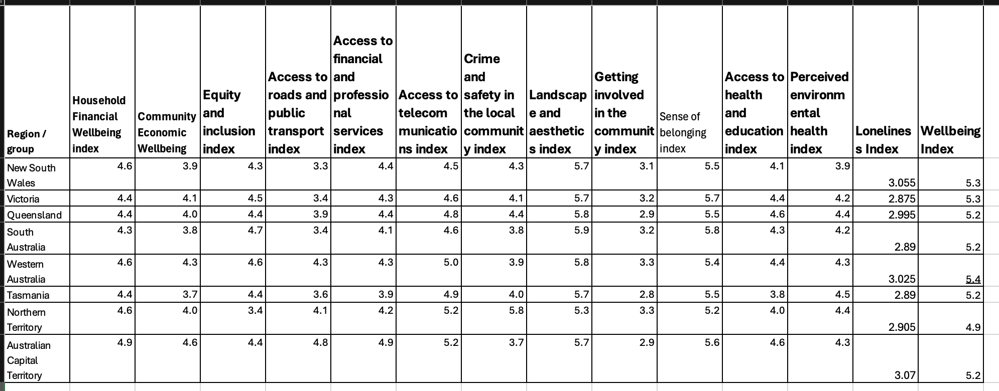 Region / group | Household Financial Wellbeing index | Community Economic Wellbeing | Equity and inclusion index | Access to roads and public transport index | Access to financial and professional services index | Access to telecommunications index | Crime and safety in the local community index | Landscape and aesthetics index | Getting involved in the community index | Sense of belonging index | Access to health and education index | Perceived environmental health index | Loneliness Index | Wellbeing Index
New South Wales | 4.6 | 3.9 | 4.3 | 3.3 | 4.4 | 4.5 | 4.3 | 5.7 | 3.1 | 5.5 | 4.1 | 3.9 | 3.055 | 5.3
Victoria | 4.4 | 4.1 | 4.5 | 3.4 | 4.3 | 4.6 | 4.1 | 5.7 | 3.2 | 5.7 | 4.4 | 4.2 | 2.875 | 5.3
Queensland | 4.4 | 4.0 | 4.4 | 3.9 | 4.4 | 4.8 | 4.4 | 5.8 | 2.9 | 5.5 | 4.6 | 4.4 | 2.995 | 5.2
South Australia | 4.3 | 3.8 | 4.7 | 3.4 | 4.1 | 4.6 | 3.8 | 5.9 | 3.2 | 5.8 | 4.3 | 4.2 | 2.89 | 5.2
Western Australia | 4.6 | 4.3 | 4.6 | 4.3 | 4.3 | 5.0 | 3.9 | 5.8 | 3.3 | 5.4 | 4.4 | 4.3 | 3.025 | 5.4
Tasmania | 4.4 | 3.7 | 4.4 | 3.6 | 3.9 | 4.9 | 4.0 | 5.7 | 2.8 | 5.5 | 3.8 | 4.5 | 2.89 | 5.2
Northern Territory | 4.6 | 4.0 | 3.4 | 4.1 | 4.2 | 5.2 | 5.8 | 5.3 | 3.3 | 5.2 | 4.0 | 4.4 | 2.905 | 4.9
Australian Capital Territory | 4.9 | 4.6 | 4.4 | 4.8 | 4.9 | 5.2 | 3.7 | 5.7 | 2.9 | 5.6 | 4.6 | 4.3 | 3.07 | 5.2